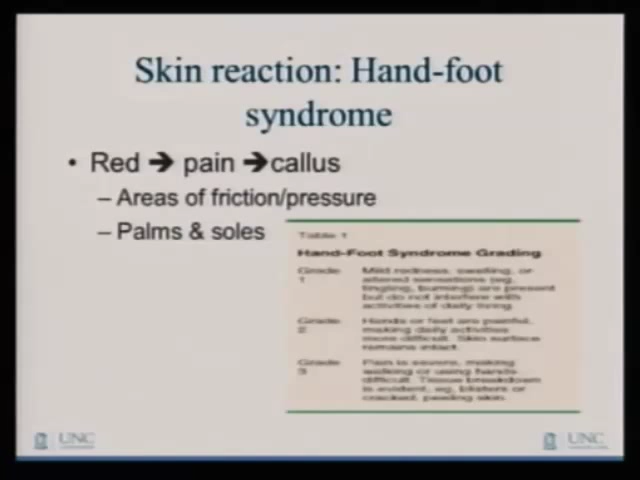 Skin reaction: Hand-foot
syndrome
• Red ➔ pain ➔callus
– Areas of friction/pressure
– Palms & soles
Table 1
Hand-Foot Syndrome Grading
Grade
1
Mild redness, swelling, or
altered sensations (eg,
tingling, burning) are present
but do not interfere with
activities of daily living.
Grade
2
Hands or feet are painful,
making daily activities
more difficult. Skin surface
remains intact.
Grade
3
Pain is severe, making
walking or using hands
difficult. Tissue breakdown
is evident, eg, blisters or
cracked, peeling skin.
UNC
UNC